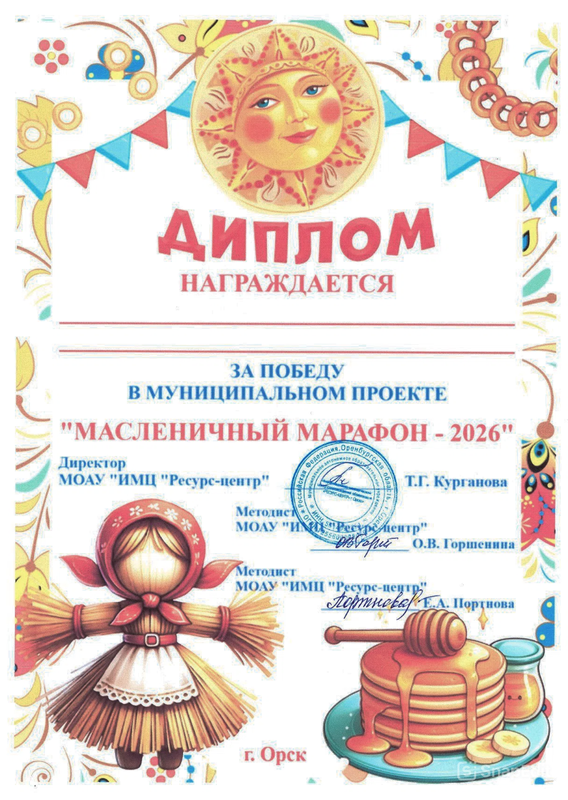 ДИПЛОМ
НАГРАЖДАЕТСЯ
ЗА ПОБЕДУ
В МУНИЦИПАЛЬНОМ ПРОЕКТЕ
"МАСЛЕНИЧНЫЙ МАРАФОН - 2026"
Директор
МОАУ "ИМЦ "Ресурс-центр" Т.Г. Курганова
Методист
МОАУ "ИМЦ "Ресурс-центр"
О.В. Горшенина
Методист
МОАУ "ИМЦ "Ресурс-центр"
Е.А. Портнова
г. Орск